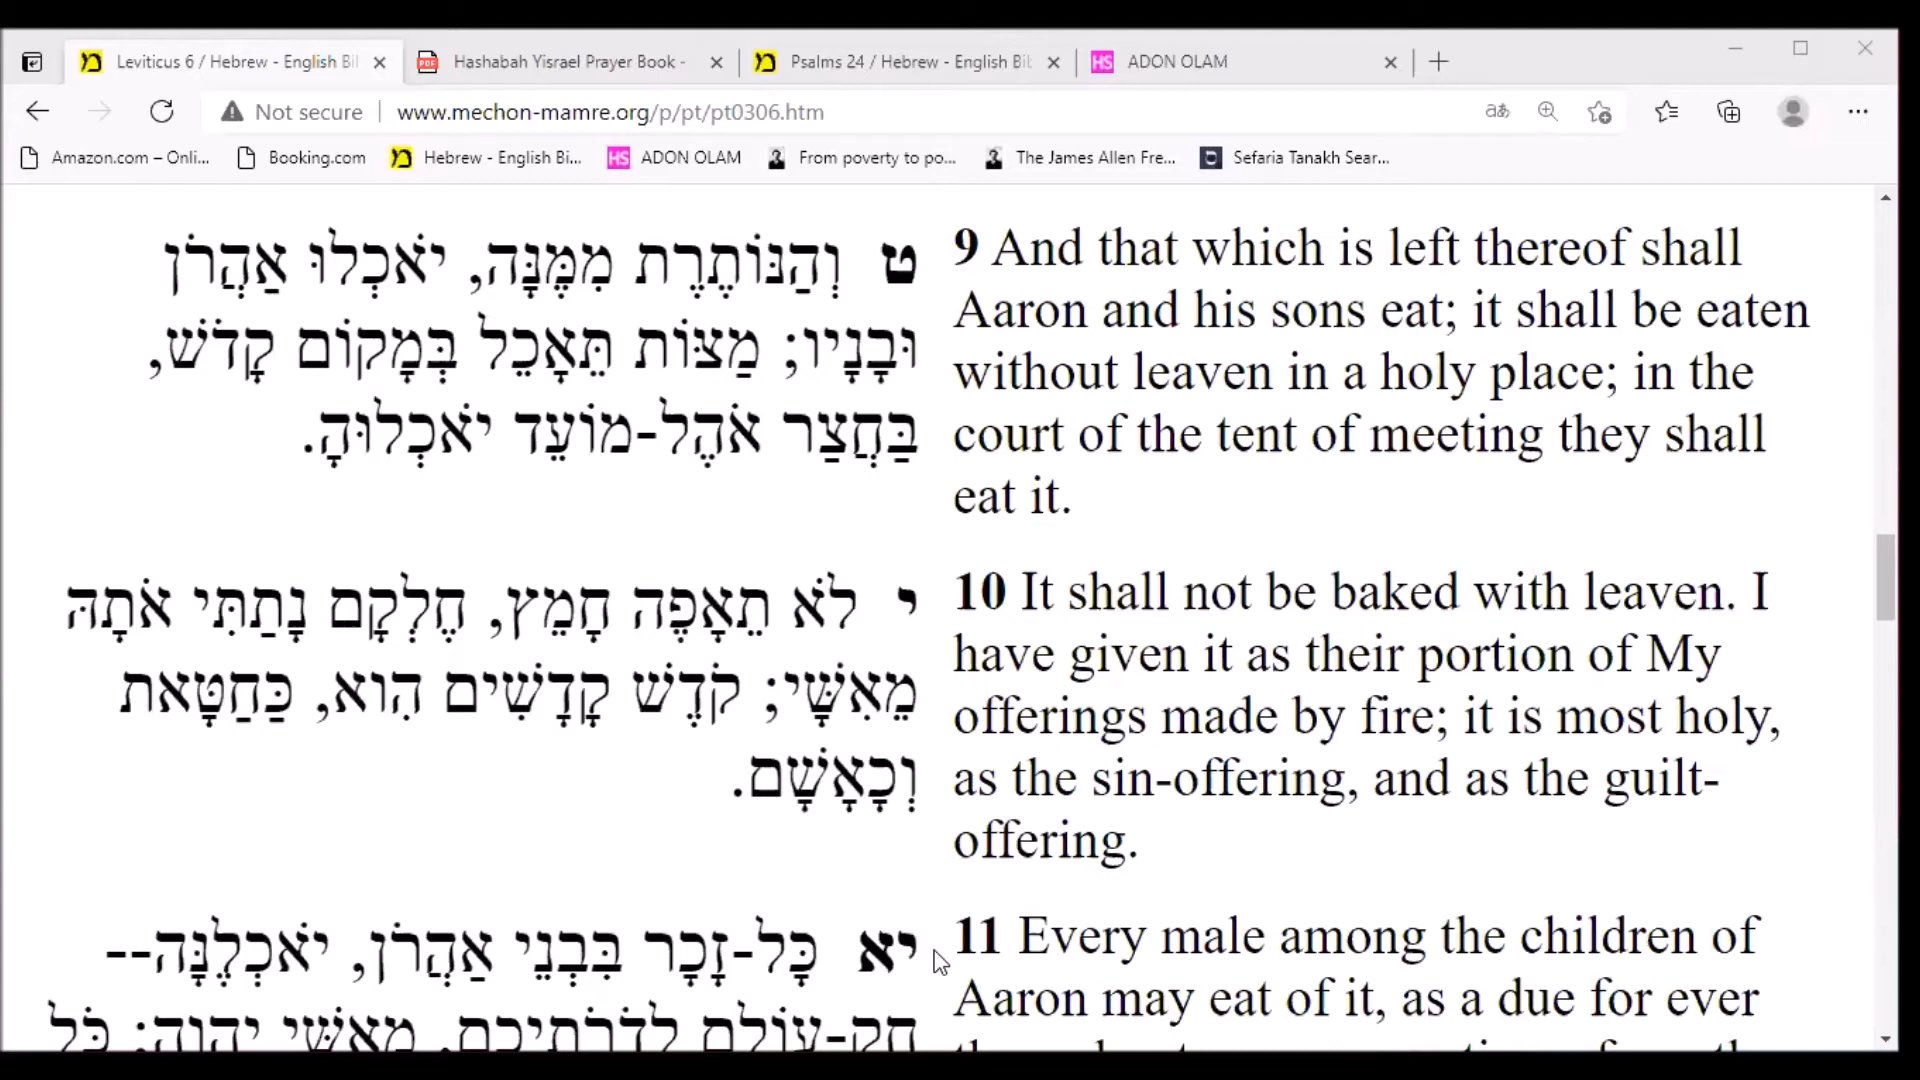 Leviticus 6 / Hebrew - English Bil
Hashabah Yisrael Prayer Book -
Psalms 24 / Hebrew - English Bib
ADON OLAM
Not secure
www.mechon-mamre.org/p/pt/pt0306.htm
Amazon.com – Onli...
Booking.com
Hebrew - English Bi...
ADON OLAM
From poverty to po...
The James Allen Fre...
Sefaria Tanakh Sear...
ט וְהַנּוֹתֶרֶת מִמֶּנָּה, יֹאכְלוּ אַהֲרֹן
וּבָנָיו; מַצּוֹת תֵּאָכֵל בְּמָקוֹם קָדֹשׁ,
בַּחֲצַר אֹהֶל-מוֹעֵד יֹאכְלוּהָ.
9 And that which is left thereof shall
Aaron and his sons eat; it shall be eaten
without leaven in a holy place; in the
court of the tent of meeting they shall
eat it.
י לֹא תֵאָפֶה חָמֵץ, חֶלְקָם נָתַתִּי אֹתָהּ
מֵאִשָּׁי; קֹדֶשׁ קָדָשִׁים הִוא, כַּחַטָּאת
וְכָאָשָׁם.
10 It shall not be baked with leaven. I
have given it as their portion of My
offerings made by fire; it is most holy,
as the sin-offering, and as the guilt-
offering.
יא כָּל-זָכָר בִּבְנֵי אַהֲרֹן, יֹאכְלֶנָּה--
חָק-עוֹלָם לְדֹרֹתֵיכֶם, מֵאִשֵּׁי יְהוָה: כֹּל
11 Every male among the children of
Aaron may eat of it, as a due for ever